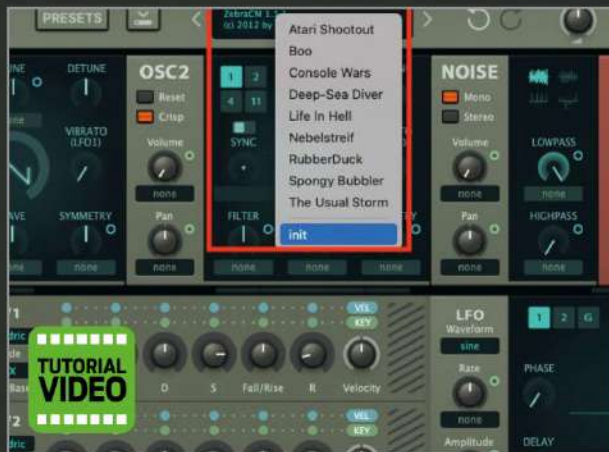 PRESETS
ZebraCM 1.5.1
(c) 2012 by
Atari Shootout
Boo
Console Wars
Deep-Sea Diver
Life In Hell
Nebelstreif
RubberDuck
Spongy Bubbler
The Usual Storm
init
DETUNE
VIBRATO
(LFO1)
SYMMETRY
none
OSC2
Reset
Crisp
Volume
none
Pan
none
1 2
4 11
SYNC
FILTER
none
none
none
NOISE
Mono
Stereo
Volume
none
Pan
none
LOWPASS
none
HIGHPASS
none
TUTORIAL
VIDEO
D S Fall/Rise R Velocity
VEL
KEY
VEL
KEY
LFO
Waveform
sine
Rate
none
Amplitude
1 2 G
PHASE
DELAY